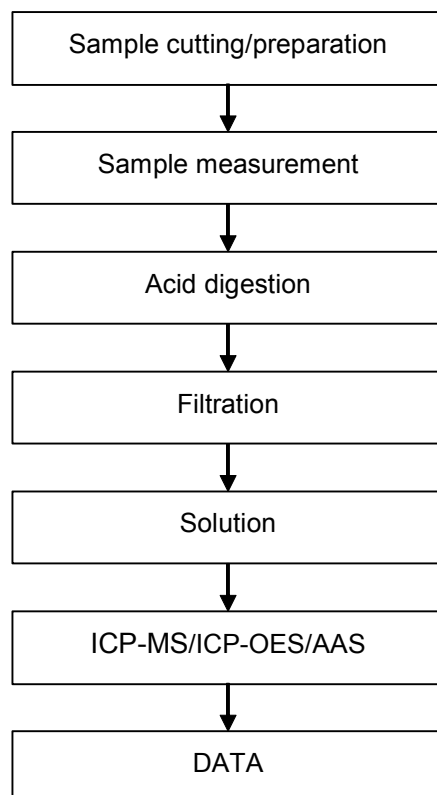 Sample cutting/preparation
Sample measurement
Acid digestion
Filtration
Solution
ICP-MS/ICP-OES/AAS
DATA